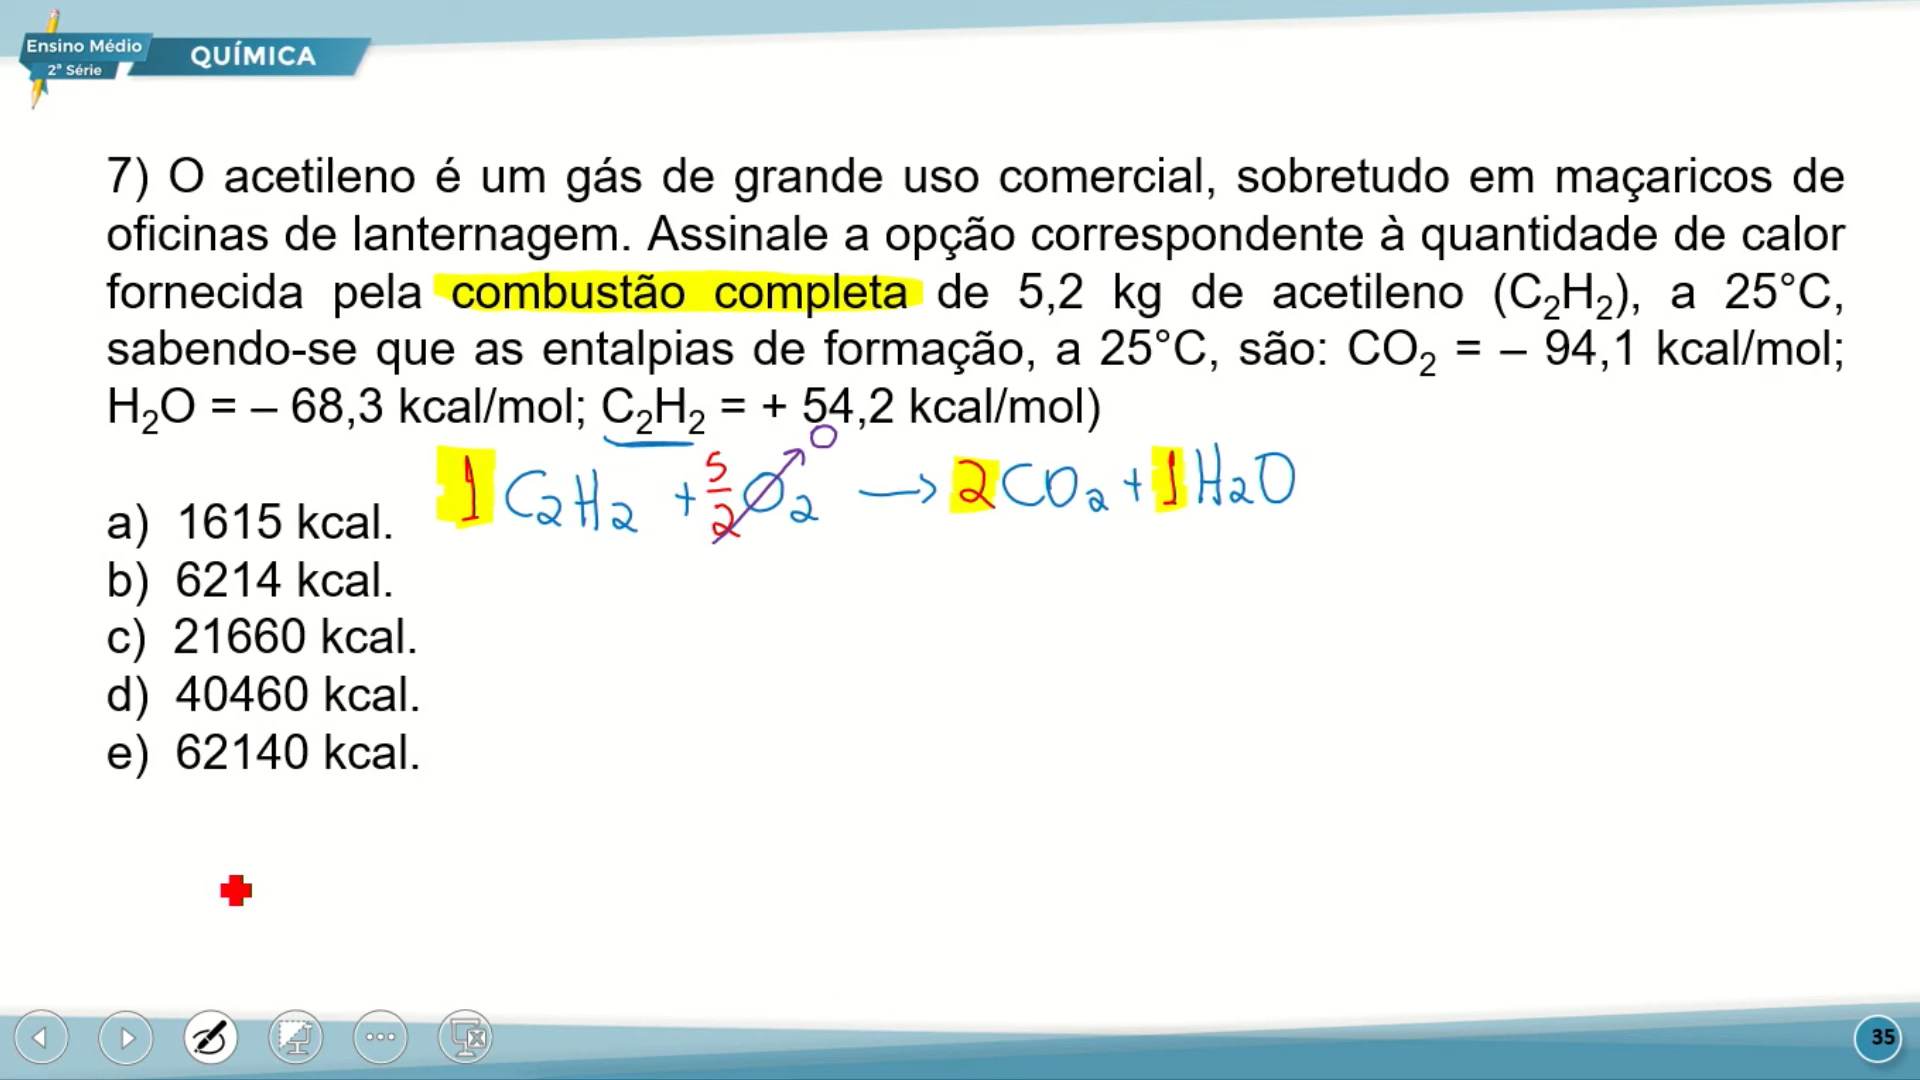 Ensino Médio
2ª Série
QUÍMICA
7) O acetileno é um gás de grande uso comercial, sobretudo em maçaricos de
oficinas de lanternagem. Assinale a opção correspondente à quantidade de calor
fornecida pela combustão completa de 5,2 kg de acetileno (C₂H₂), a 25°C,
sabendo-se que as entalpias de formação, a 25°C, são: CO₂ = – 94,1 kcal/mol;
H₂O = – 68,3 kcal/mol; C₂H₂ = + 54,2 kcal/mol)
0
1 C₂H₂ + 5/2 O₂ → 2 CO₂ + 1 H₂O
a) 1615 kcal.
b) 6214 kcal.
c) 21660 kcal.
d) 40460 kcal.
e) 62140 kcal.
35